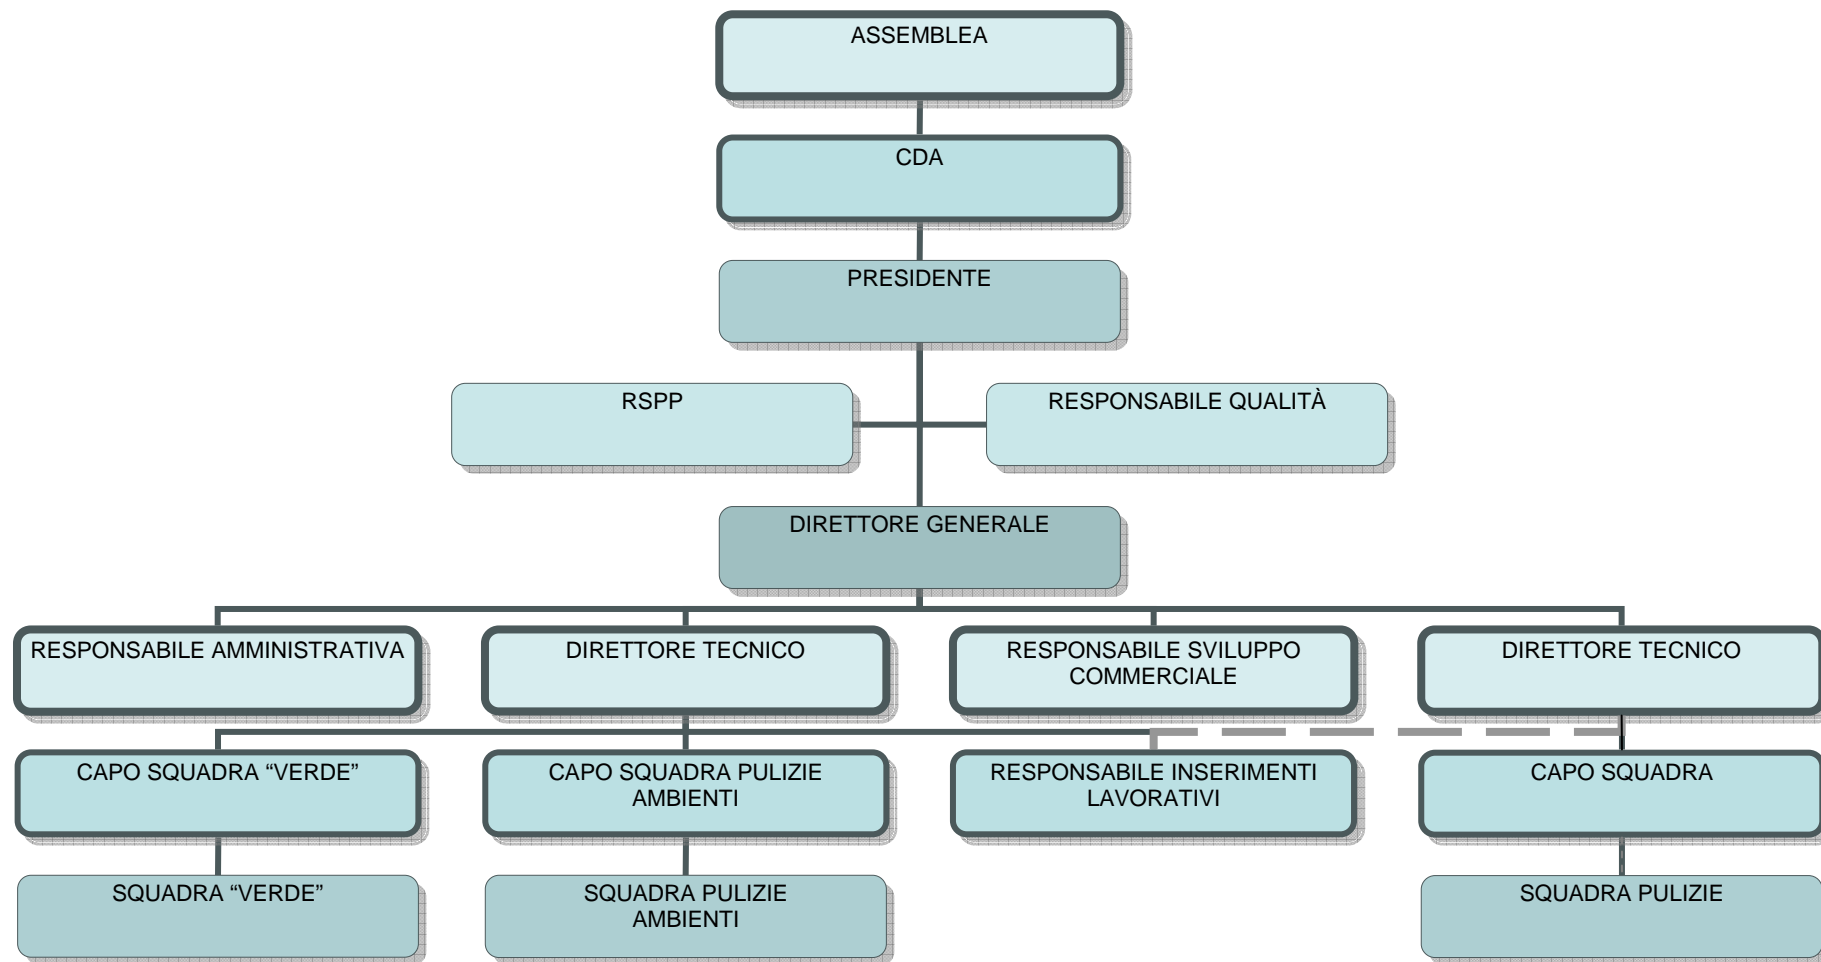 ASSEMBLEA
CDA
PRESIDENTE
RSPP
RESPONSABILE QUALITÀ
DIRETTORE GENERALE
RESPONSABILE AMMINISTRATIVA
DIRETTORE TECNICO
RESPONSABILE SVILUPPO
COMMERCIALE
DIRETTORE TECNICO
CAPO SQUADRA “VERDE”
CAPO SQUADRA PULIZIE
AMBIENTI
RESPONSABILE INSERIMENTI
LAVORATIVI
CAPO SQUADRA
SQUADRA “VERDE”
SQUADRA PULIZIE
AMBIENTI
SQUADRA PULIZIE